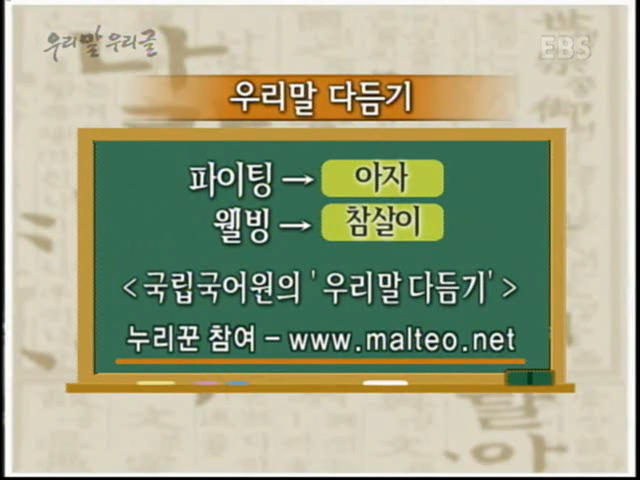 우리말 우리글
EBS
우리말 다듬기
파이팅 → 아자
웰빙 → 참살이
<국립국어원의 '우리말 다듬기'>
누리꾼 참여 - www.malteo.net